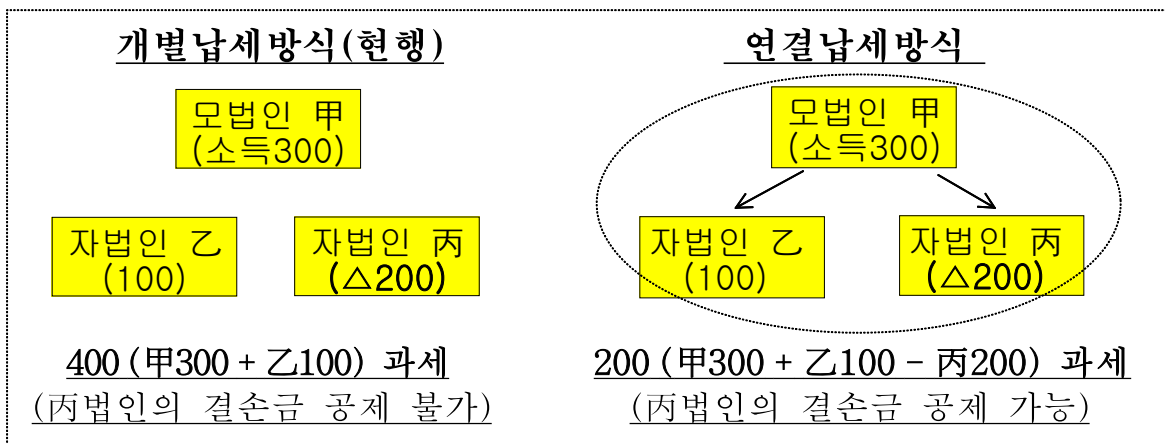 개별납세방식(현행)
모법인 甲
(소득300)
자법인 乙
(100)
자법인 丙
(△200)
400 (甲300 + 乙100) 과세
(丙법인의 결손금 공제 불가)
연결납세방식
모법인 甲
(소득300)
자법인 乙
(100)
자법인 丙
(△200)
200 (甲300 + 乙100 - 丙200) 과세
(丙법인의 결손금 공제 가능)